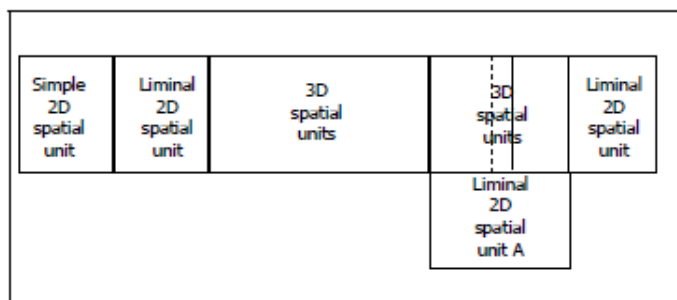 Simple
2D
spatial
unit
Liminal
2D
spatial
unit
3D
spatial
units
3D
spatial
units
Liminal
2D
spatial
unit
Liminal
2D
spatial
unit A